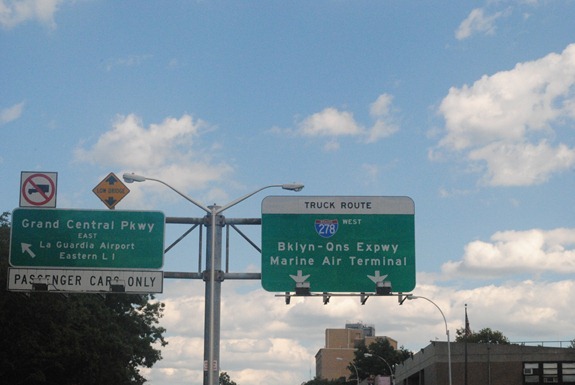 LOW BRIDGE
Grand Central Pkwy
EAST
La Guardia Airport
Eastern L I
PASSENGER CARS ONLY
TRUCK ROUTE
278 WEST
Bklyn-Qns Expwy
Marine Air Terminal